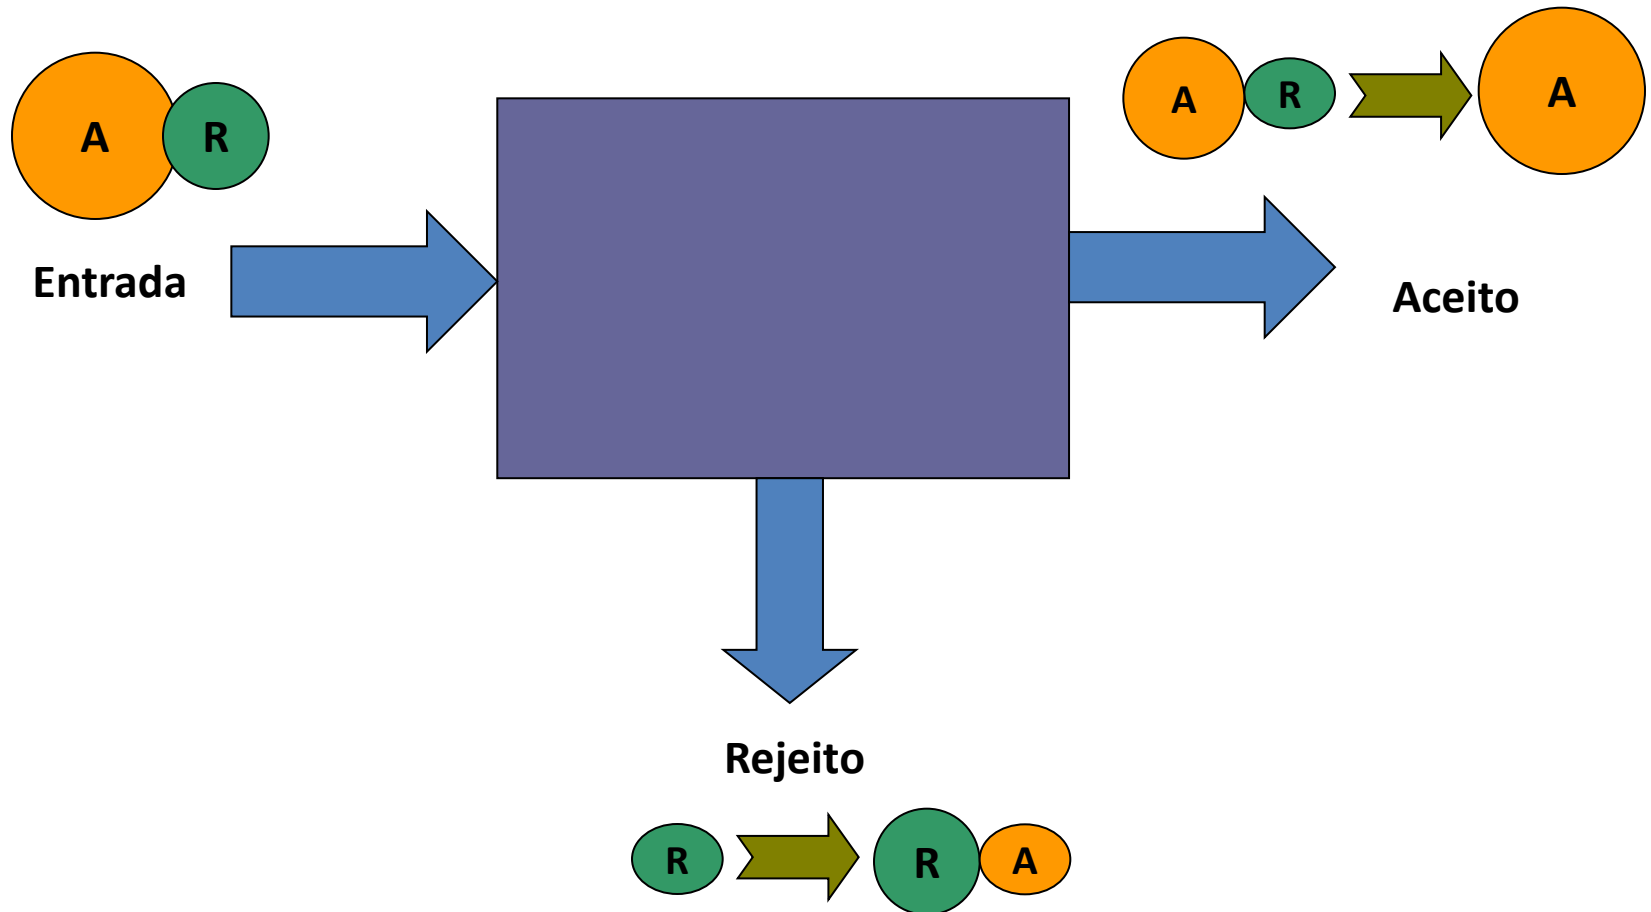 A R
A R A
Entrada
Aceito
Rejeito
R R A